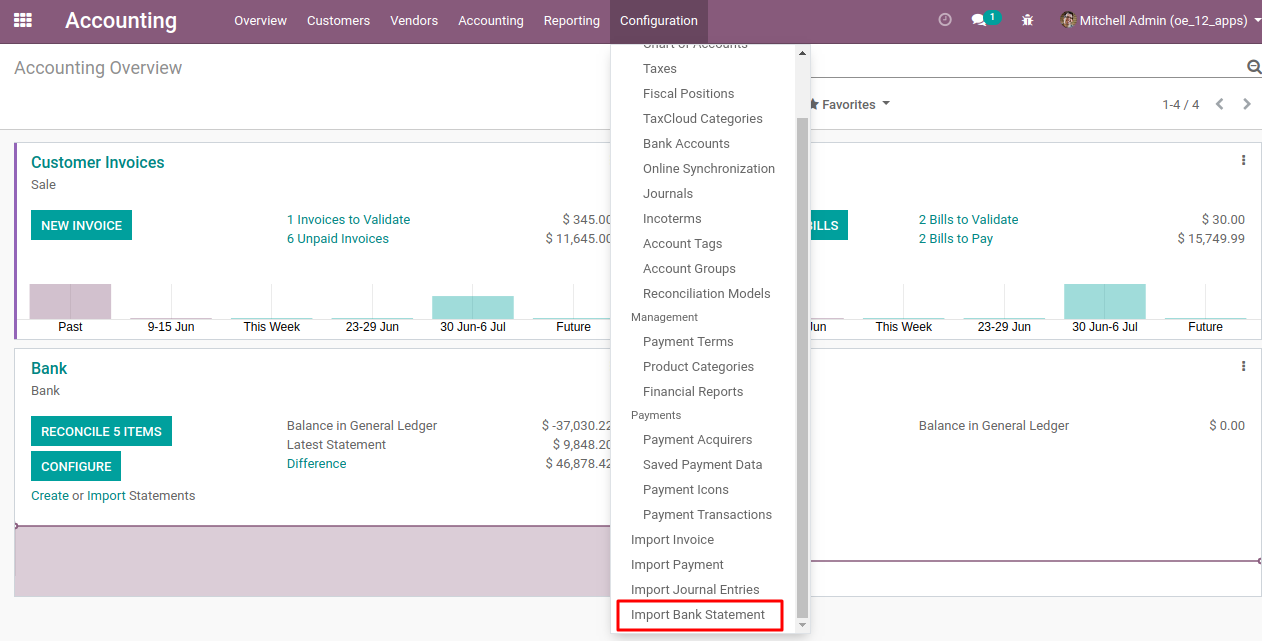 Accounting Overview Customers Vendors Accounting Reporting Configuration 1 Mitchell Admin (oe_12_apps)
Accounting Overview
Favorites 1-4 / 4
Customer Invoices
Sale
NEW INVOICE
1 Invoices to Validate $ 345.00
6 Unpaid Invoices $ 11,645.00
Past 9-15 Jun This Week 23-29 Jun 30 Jun-6 Jul Future
Bank
Bank
RECONCILE 5 ITEMS
CONFIGURE
Create or Import Statements
Balance in General Ledger $ -37,030.22
Latest Statement $ 9,848.20
Difference $ 46,878.42
Chart of Accounts
Taxes
Fiscal Positions
TaxCloud Categories
Bank Accounts
Online Synchronization
Journals
Incoterms
Account Tags
Account Groups
Reconciliation Models
Management
Payment Terms
Product Categories
Financial Reports
Payments
Payment Acquirers
Saved Payment Data
Payment Icons
Payment Transactions
Import Invoice
Import Payment
Import Journal Entries
Import Bank Statement
BILLS
2 Bills to Validate $ 30.00
2 Bills to Pay $ 15,749.99
Jun This Week 23-29 Jun 30 Jun-6 Jul Future
Balance in General Ledger $ 0.00